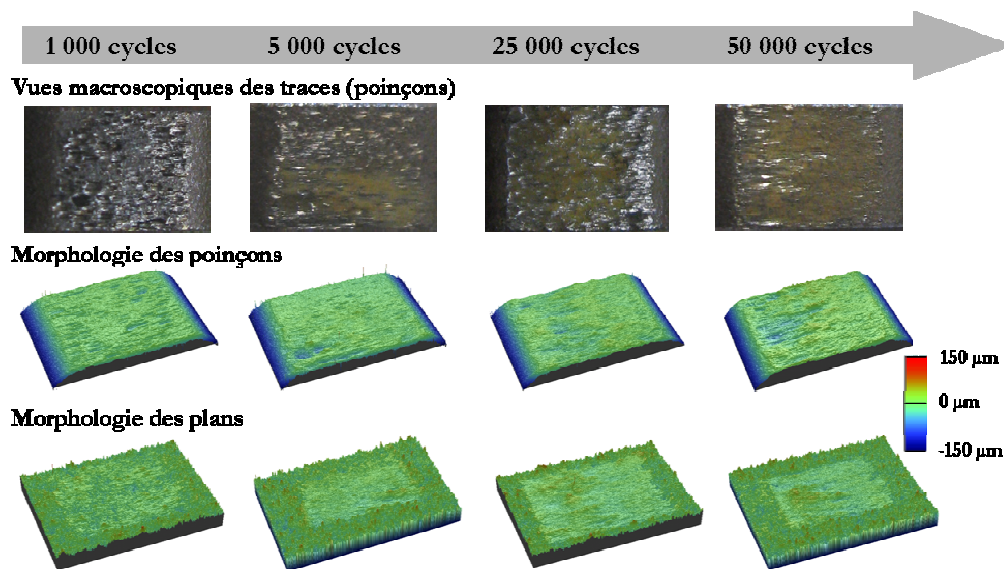 1 000 cycles 5 000 cycles 25 000 cycles 50 000 cycles
Vues macroscopiques des traces (poinçons)
Morphologie des poinçons
150 µm
0 µm
-150 µm
Morphologie des plans